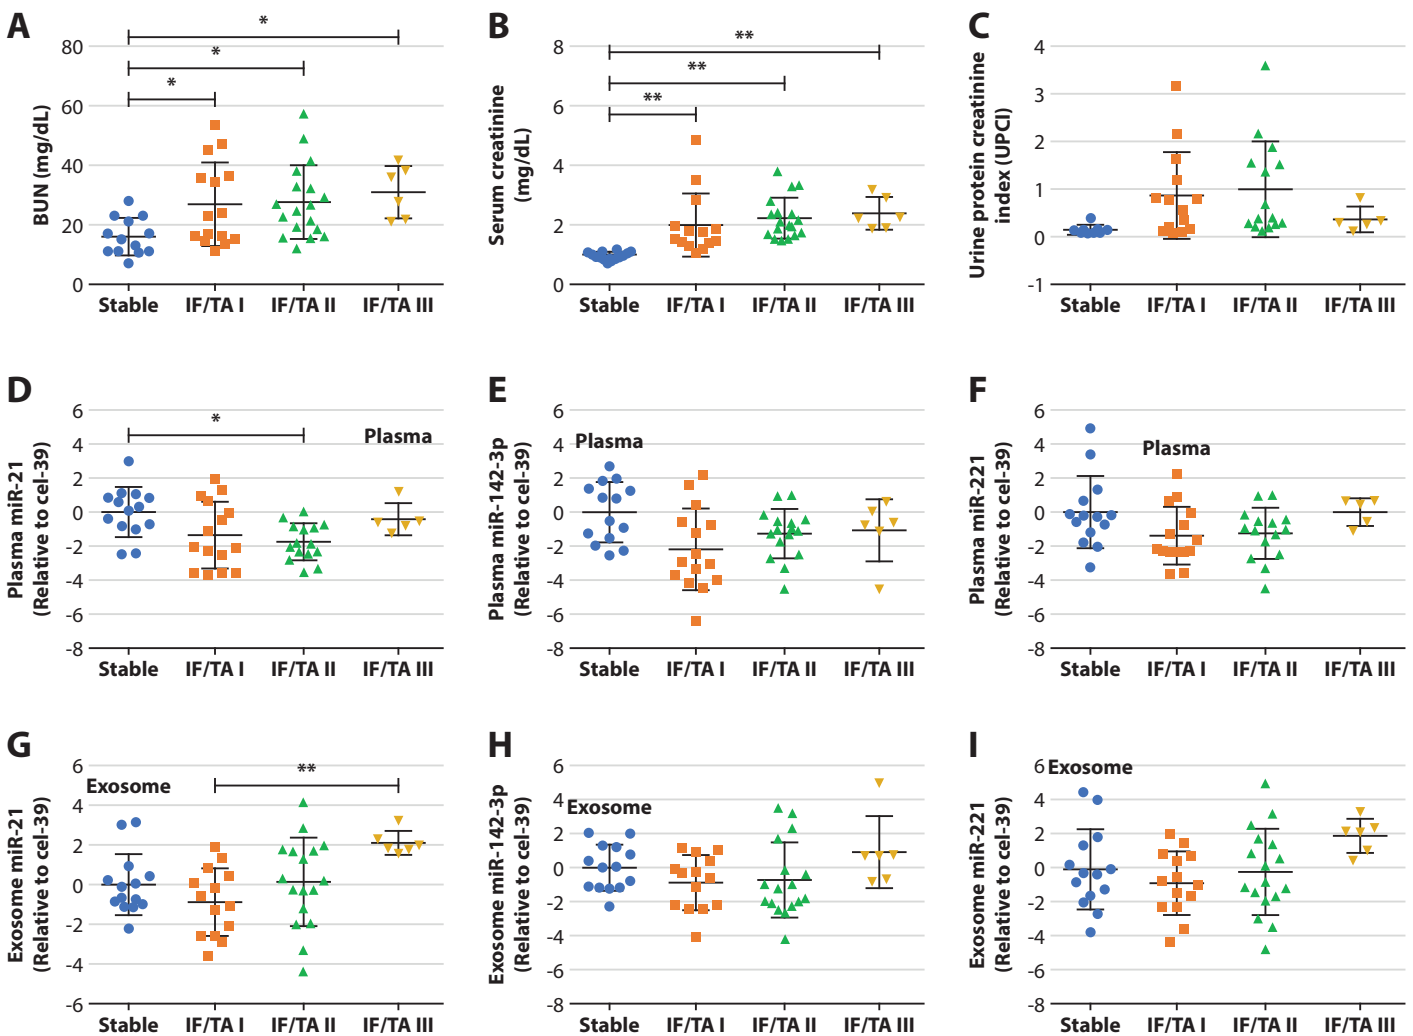 A
B
C
BUN (mg/dL)
80
60
40
20
0
*
*
*
Stable IF/TA I IF/TA II IF/TA III
Serum creatinine
(mg/dL)
8
6
4
2
0
**
**
**
Stable IF/TA I IF/TA II IF/TA III
Urine protein creatinine
index (UPCI)
4
3
2
1
0
-1
Stable IF/TA I IF/TA II IF/TA III
D
E
F
Plasma miR-21
(Relative to cel-39)
6
4
2
0
-2
-4
-6
-8
*
Plasma
Stable IF/TA I IF/TA II IF/TA III
Plasma miR-142-3p
(Relative to cel-39)
6
4
2
0
-2
-4
-6
-8
Plasma
Stable IF/TA I IF/TA II IF/TA III
Plasma miR-221
(Relative to cel-39)
6
4
2
0
-2
-4
-6
-8
Plasma
Stable IF/TA I IF/TA II IF/TA III
G
H
I
Exosome miR-21
(Relative to cel-39)
6
4
2
0
-2
-4
-6
Exosome
**
Stable IF/TA I IF/TA II IF/TA III
Exosome miR-142-3p
(Relative to cel-39)
6
4
2
0
-2
-4
-6
-8
Exosome
Stable IF/TA I IF/TA II IF/TA III
Exosome miR-221
(Relative to cel-39)
6
4
2
0
-2
-4
-6
-8
Exosome
Stable IF/TA I IF/TA II IF/TA III